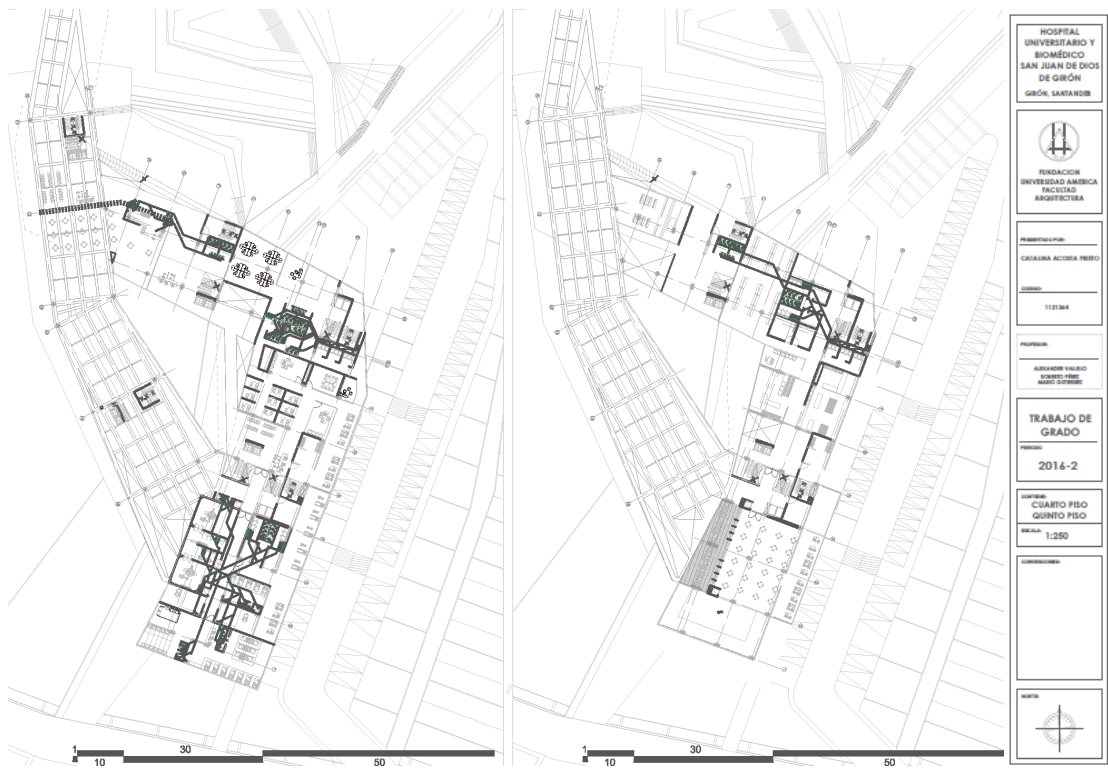 HOSPITAL
UNIVERSITARIO Y
BIOMÉDICO
SAN JUAN DE DIOS
DE GIRÓN
GIRÓN, SANTANDER
FUNDACION
UNIVERSIDAD AMERICA
FACULTAD
ARQUITECTURA
PRESENTADO POR:
CATALINA ACOSTA PRIETO
CODIGO:
1121364
PROFESOR:
ALEXANDER VALLEJO
ROBERTO PÉREZ
MARIO GUTIERREZ
TRABAJO DE
GRADO
PERIODO
2016-2
CONTIENE:
CUARTO PISO
QUINTO PISO
ESCALA: 1:250
CONVENCIONES:
NORTE:
1 30
10 50
1 30
10 50